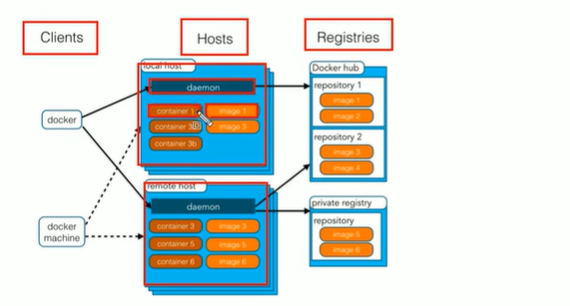 Clients
Hosts
Registries
local host
daemon
container 1
image 1
container 3
image 3
container 3b
docker
remote host
daemon
container 3
image 3
container 5
image 5
container 6
image 6
docker
machine
Docker hub
repository 1
image 1
image 2
repository 2
image 3
image 4
private registry
repository
image 5
image 6